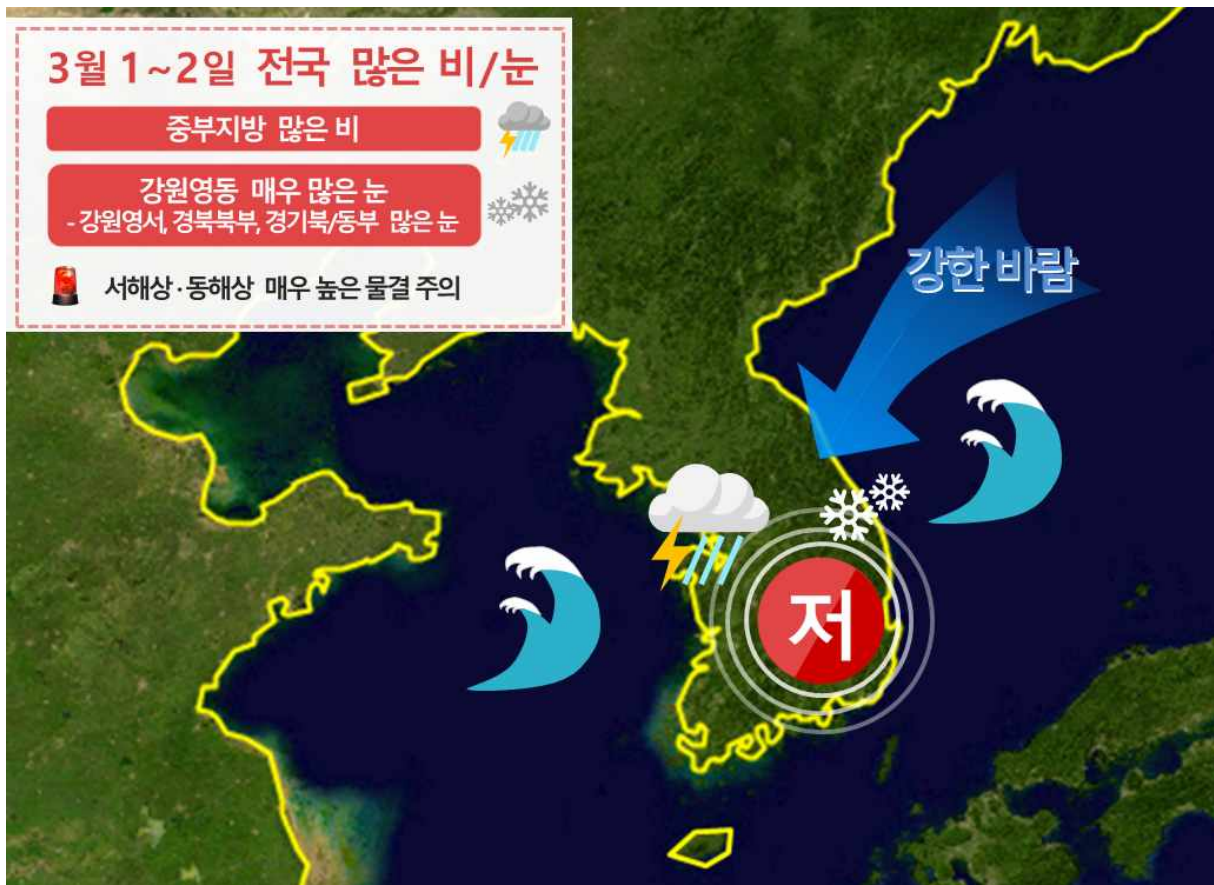 3월 1~2일 전국 많은 비/눈
중부지방 많은 비
강원영동 매우 많은 눈
- 강원영서, 경북북부, 경기북/동부 많은 눈
서해상·동해상 매우 높은 물결 주의
강한 바람
저